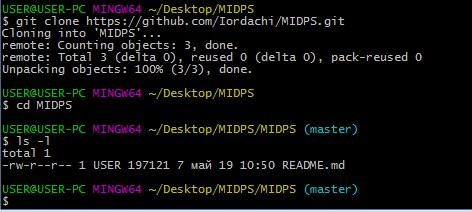 USER@USER-PC MINGW64 ~/Desktop/MIDPS
$ git clone https://github.com/Iordachi/MIDPS.git
Cloning into 'MIDPS'...
remote: Counting objects: 3, done.
remote: Total 3 (delta 0), reused 0 (delta 0), pack-reused 0
Unpacking objects: 100% (3/3), done.

USER@USER-PC MINGW64 ~/Desktop/MIDPS
$ cd MIDPS

USER@USER-PC MINGW64 ~/Desktop/MIDPS/MIDPS (master)
$ ls -l
total 1
-rw-r--r-- 1 USER 197121 7 май 19 10:50 README.md

USER@USER-PC MINGW64 ~/Desktop/MIDPS/MIDPS (master)
$